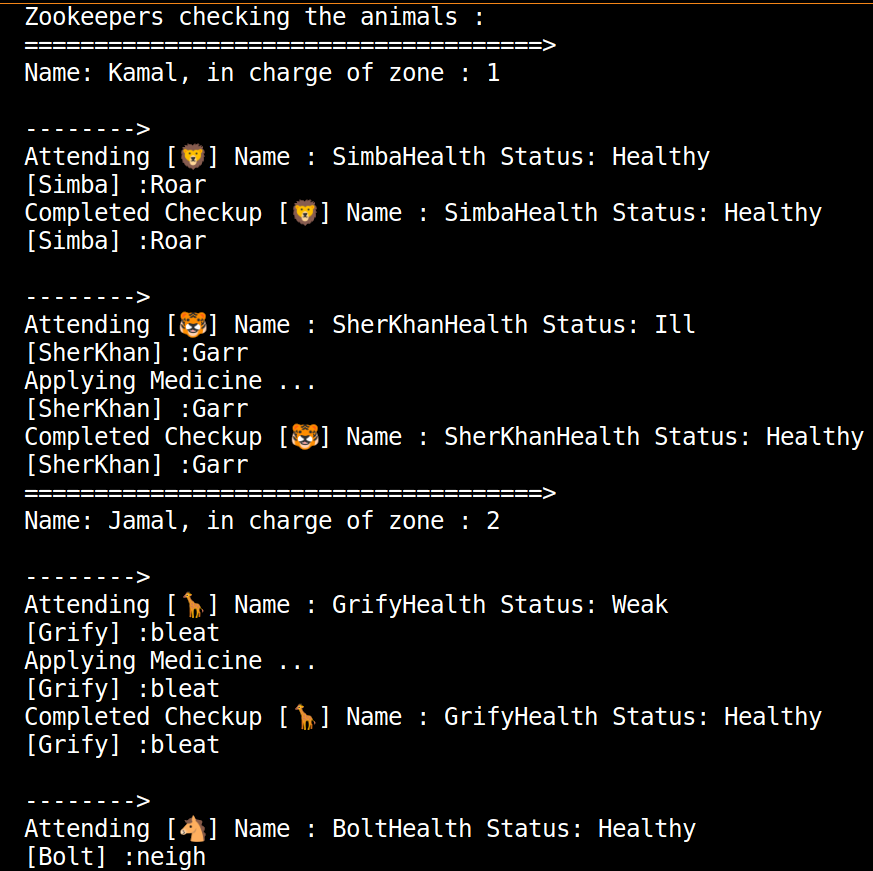 Zookeepers checking the animals :
=====================================>
Name: Kamal, in charge of zone : 1
-------->
Attending [🦁] Name : SimbaHealth Status: Healthy
[Simba] :Roar
Completed Checkup [🦁] Name : SimbaHealth Status: Healthy
[Simba] :Roar
-------->
Attending [🐯] Name : SherKhanHealth Status: Ill
[SherKhan] :Garr
Applying Medicine ...
[SherKhan] :Garr
Completed Checkup [🐯] Name : SherKhanHealth Status: Healthy
[SherKhan] :Garr
=====================================>
Name: Jamal, in charge of zone : 2
-------->
Attending [🦒] Name : GrifyHealth Status: Weak
[Grify] :bleat
Applying Medicine ...
[Grify] :bleat
Completed Checkup [🦒] Name : GrifyHealth Status: Healthy
[Grify] :bleat
-------->
Attending [🐴] Name : BoltHealth Status: Healthy
[Bolt] :neigh